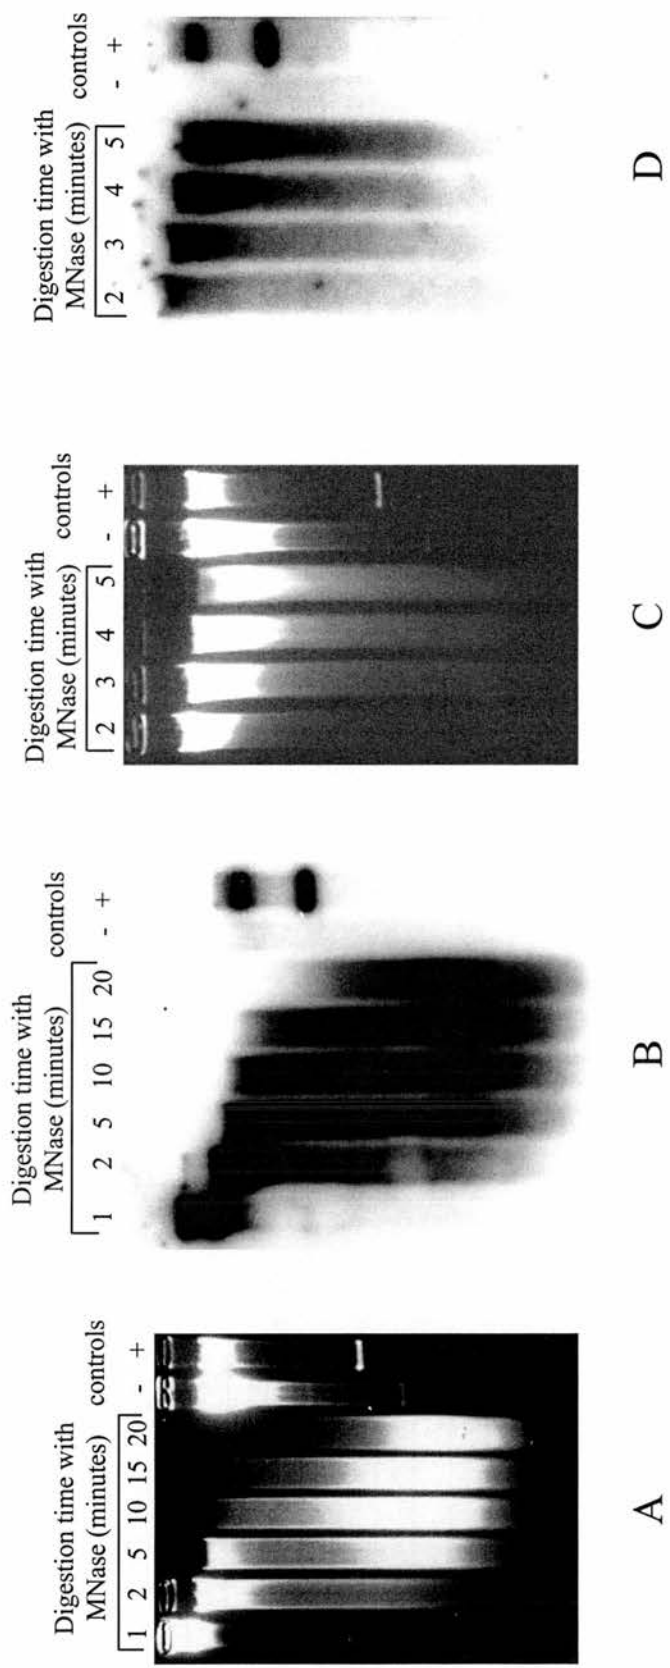 Digestion time with
MNase (minutes) controls
1 2 5 10 15 20 - +
A
Digestion time with
MNase (minutes) controls
1 2 5 10 15 20 - +
B
Digestion time with
MNase (minutes) controls
2 3 4 5 - +
C
Digestion time with
MNase (minutes) controls
2 3 4 5 - +
D